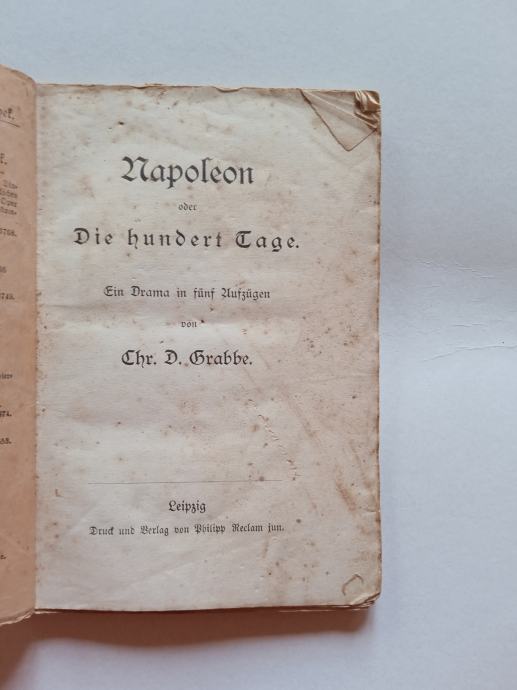 Napoleon
oder
Die hundert Tage.
Ein Drama in fünf Aufzügen
von
Chr. D. Grabbe.
Leipzig
Druck und Verlag von Philipp Reclam jun.